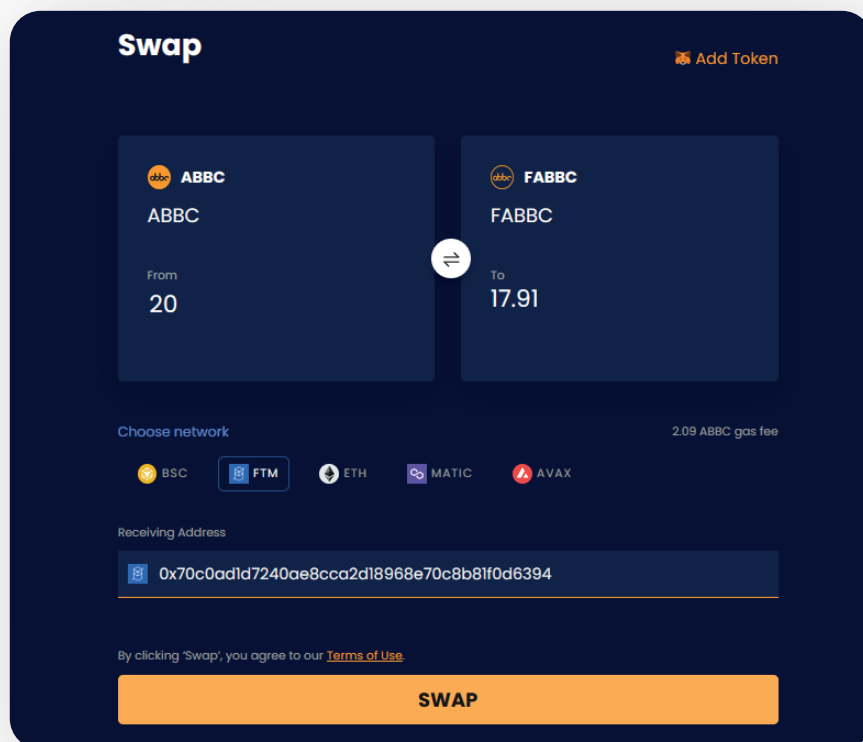 Swap
Add Token
abbc ABBC
abbc FABBC
ABBC
FABBC
From
To
20
17.91
Choose network
2.09 ABBC gas fee
BSC FTM ETH MATIC AVAX
Receiving Address
0x70c0ad1d7240ae8cca2d18968e70c8b81f0d6394
By clicking ‘Swap’, you agree to our Terms of Use.
SWAP